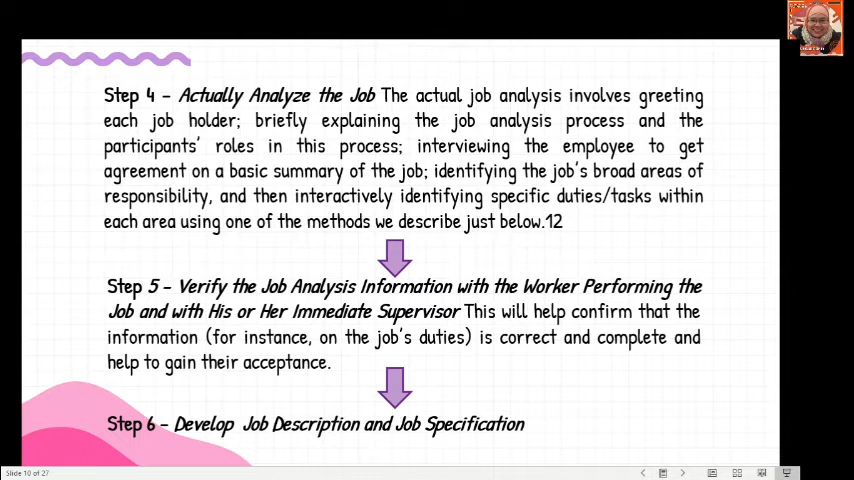 Step 4 – Actually Analyze the Job The actual job analysis involves greeting
each job holder; briefly explaining the job analysis process and the
participants' roles in this process; interviewing the employee to get
agreement on a basic summary of the job; identifying the job's broad areas of
responsibility, and then interactively identifying specific duties/tasks within
each area using one of the methods we describe just below.12
Step 5 – Verify the Job Analysis Information with the Worker Performing the
Job and with His or Her Immediate Supervisor This will help confirm that the
information (for instance, on the job's duties) is correct and complete and
help to gain their acceptance.
Step 6 – Develop Job Description and Job Specification
Slide 10 of 27